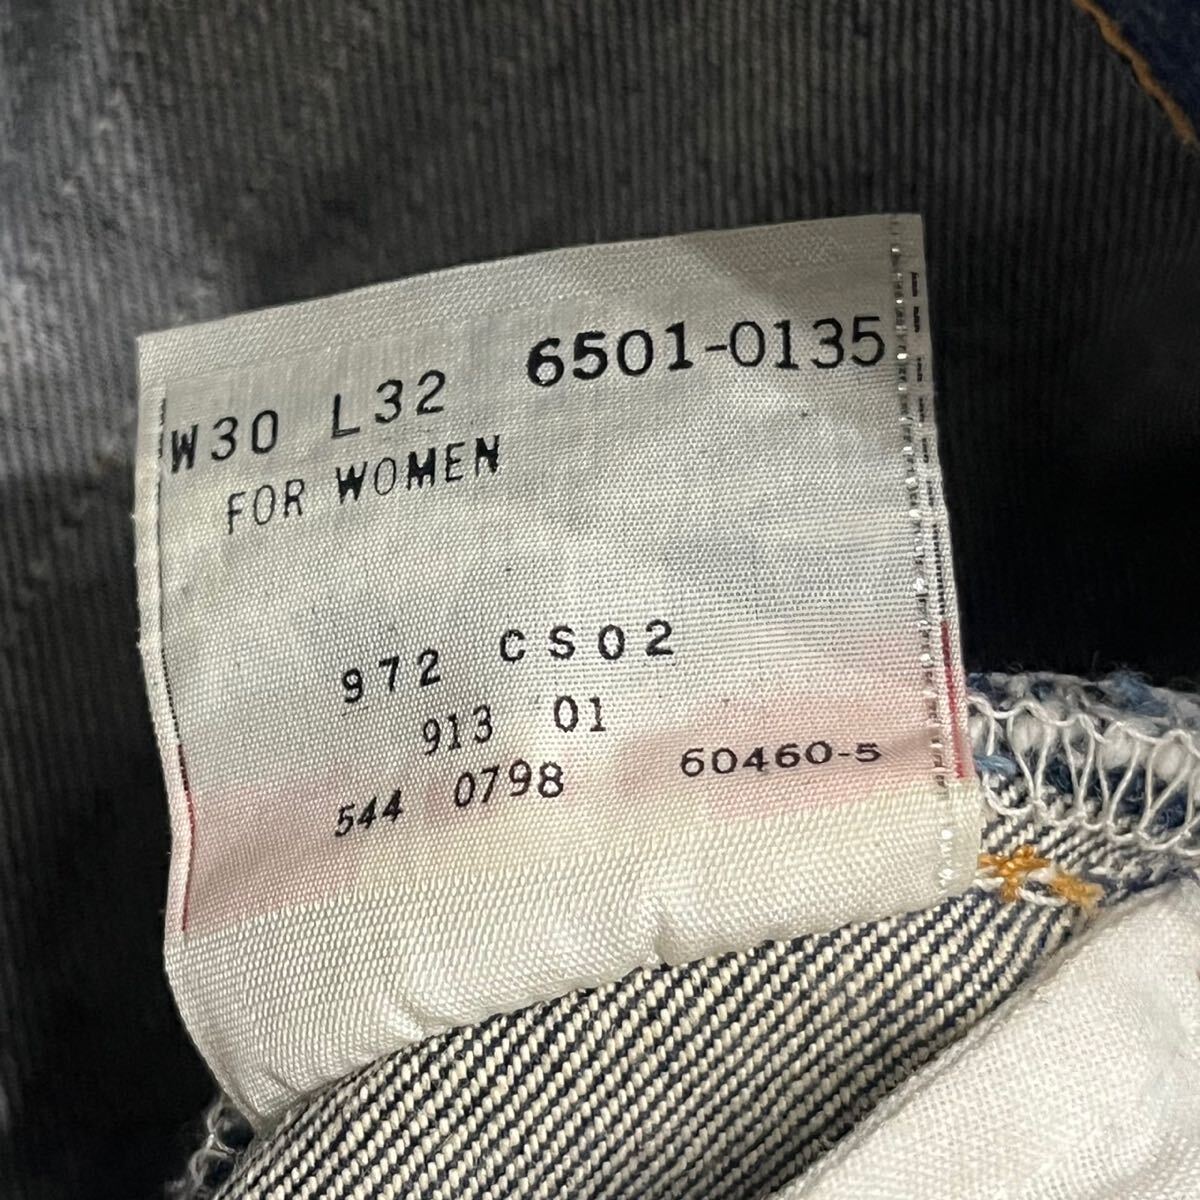 W30 L32 6501-0135
FOR WOMEN
972 CS02
913 01
544 0798 60460-5